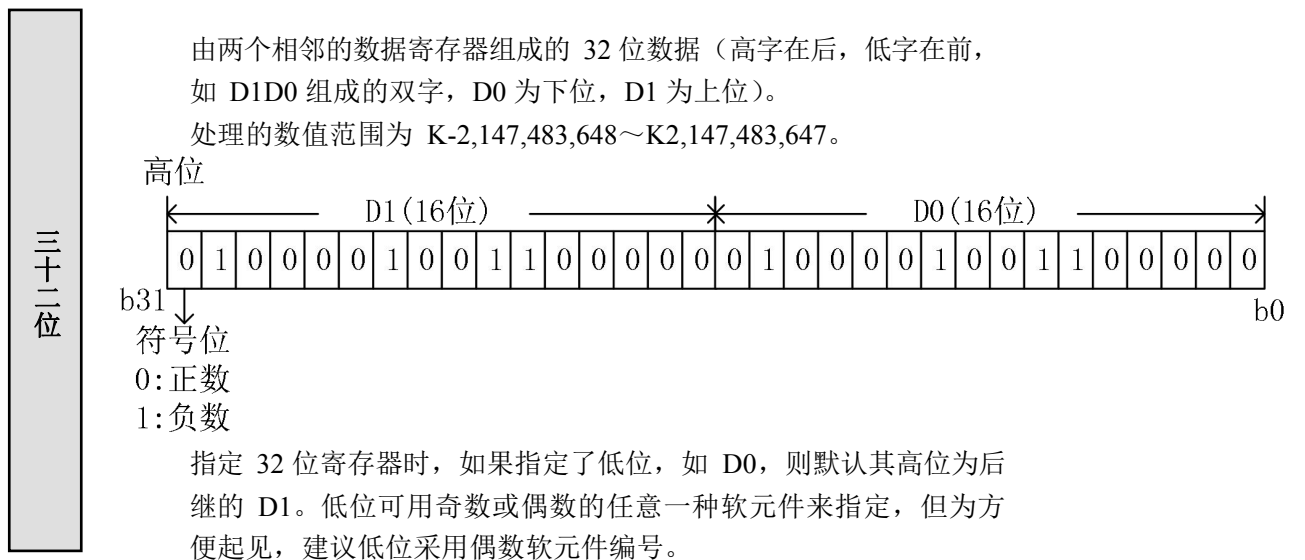 由两个相邻的数据寄存器组成的 32 位数据（高字在后，低字在前，
如 D1D0 组成的双字，D0 为下位，D1 为上位）。
处理的数值范围为 K-2,147,483,648～K2,147,483,647。
高位
D1(16位) D0(16位)
0 1 0 0 0 0 1 0 0 1 1 0 0 0 0 0 0 1 0 0 0 0 1 0 0 1 1 0 0 0 0 0
b31 b0
符号位
0:正数
1:负数
三十二位
指定 32 位寄存器时，如果指定了低位，如 D0，则默认其高位为后
继的 D1。低位可用奇数或偶数的任意一种软元件来指定，但为方
便起见，建议低位采用偶数软元件编号。